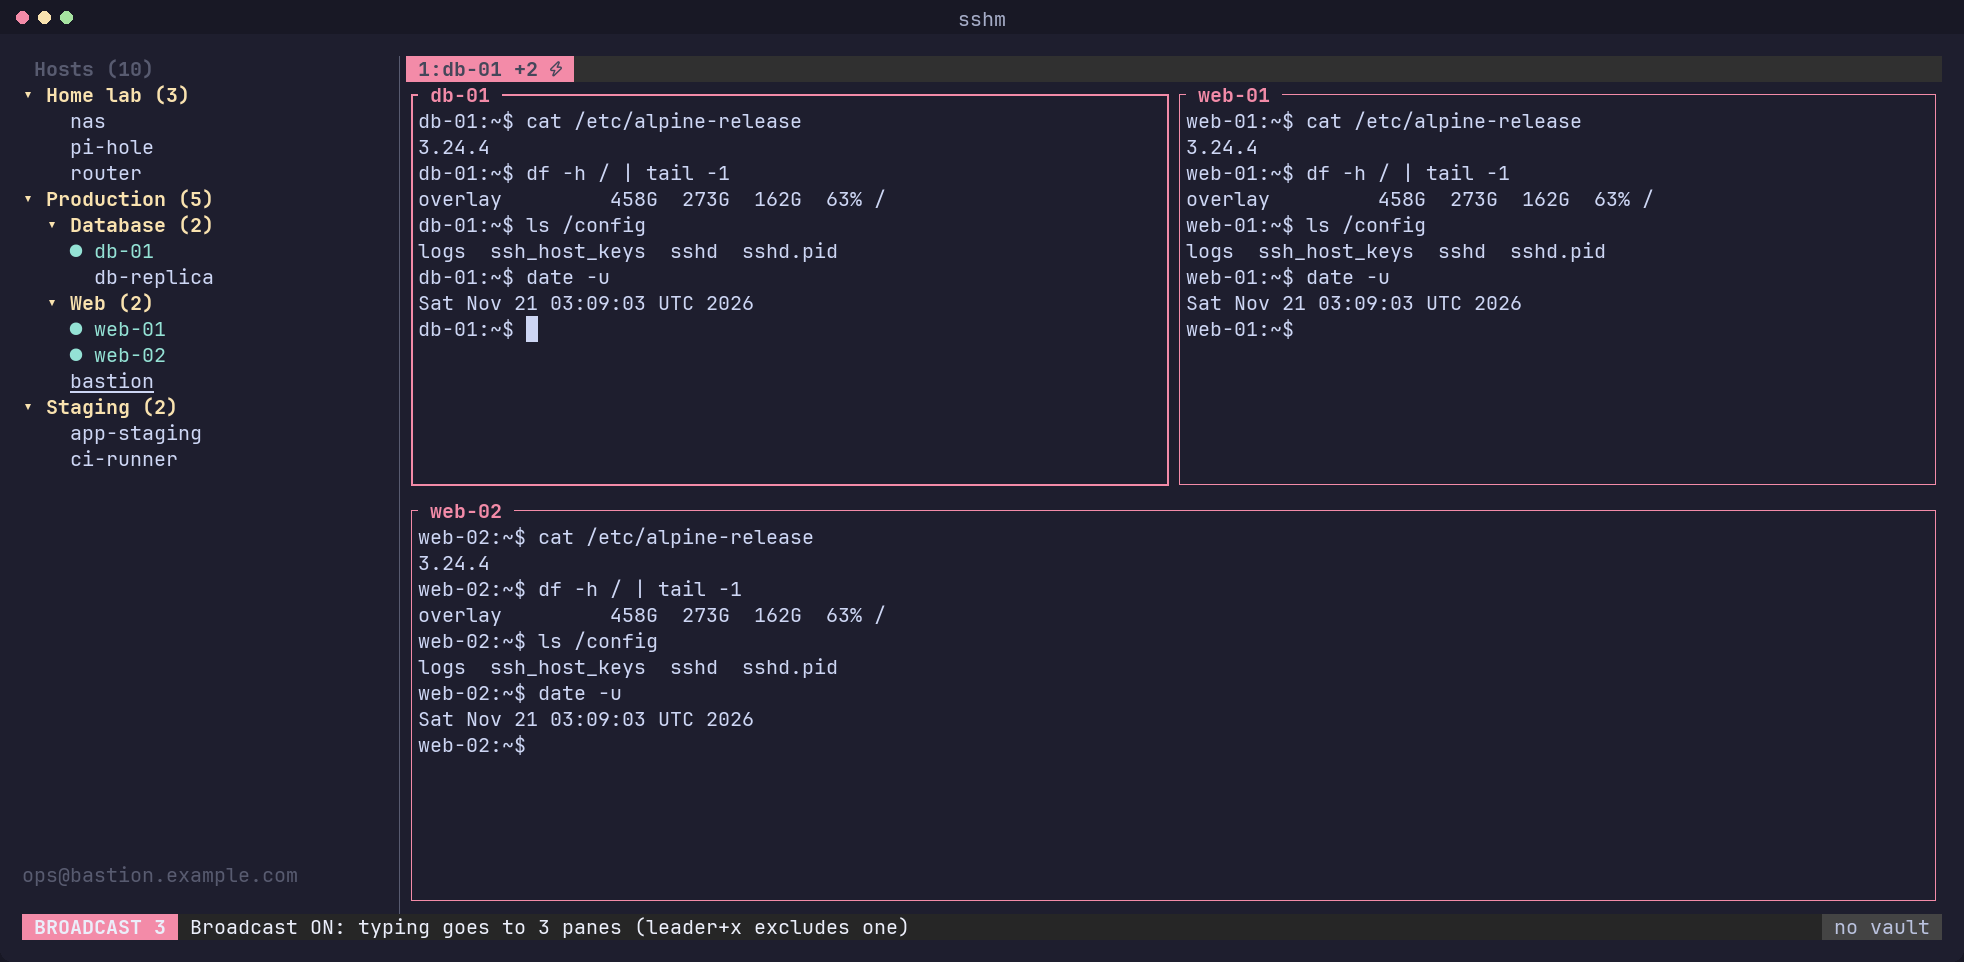 sshm
Hosts (10)
▾ Home lab (3)
nas
pi-hole
router
▾ Production (5)
▾ Database (2)
● db-01
db-replica
▾ Web (2)
● web-01
● web-02
bastion
▾ Staging (2)
app-staging
ci-runner
ops@bastion.example.com
1:db-01 +2 ⚡
db-01
db-01:~$ cat /etc/alpine-release
3.24.4
db-01:~$ df -h / | tail -1
overlay         458G  273G  162G  63% /
db-01:~$ ls /config
logs  ssh_host_keys  sshd  sshd.pid
db-01:~$ date -u
Sat Nov 21 03:09:03 UTC 2026
db-01:~$
web-01
web-01:~$ cat /etc/alpine-release
3.24.4
web-01:~$ df -h / | tail -1
overlay         458G  273G  162G  63% /
web-01:~$ ls /config
logs  ssh_host_keys  sshd  sshd.pid
web-01:~$ date -u
Sat Nov 21 03:09:03 UTC 2026
web-01:~$
web-02
web-02:~$ cat /etc/alpine-release
3.24.4
web-02:~$ df -h / | tail -1
overlay         458G  273G  162G  63% /
web-02:~$ ls /config
logs  ssh_host_keys  sshd  sshd.pid
web-02:~$ date -u
Sat Nov 21 03:09:03 UTC 2026
web-02:~$
BROADCAST 3 Broadcast ON: typing goes to 3 panes (leader+x excludes one)
no vault